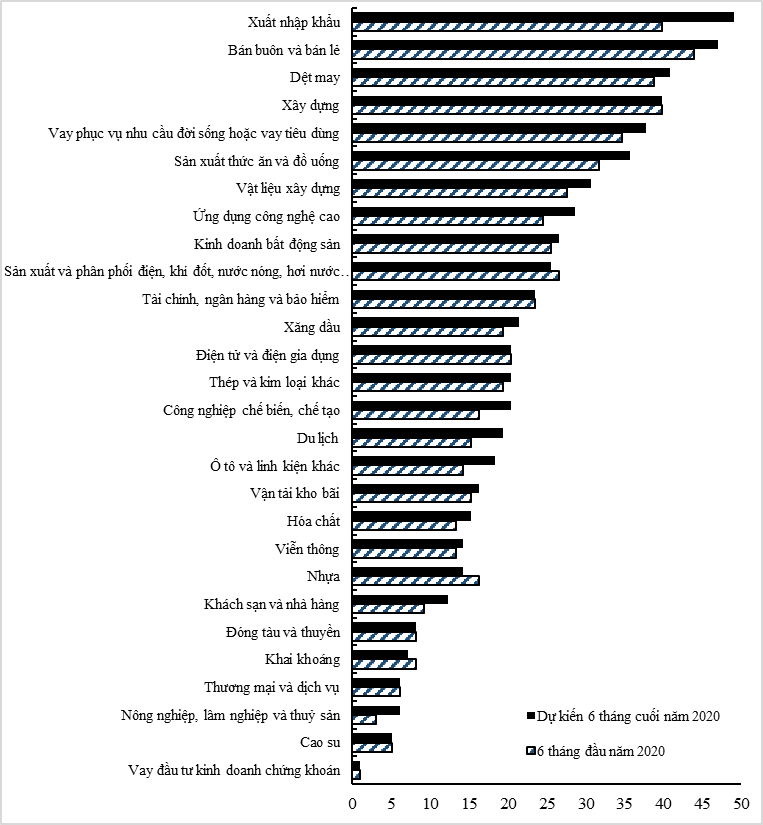 Xuất nhập khẩu
Bán buôn và bán lẻ
Dệt may
Xây dựng
Vay phục vụ nhu cầu đời sống hoặc vay tiêu dùng
Sản xuất thức ăn và đồ uống
Vật liệu xây dựng
Ứng dụng công nghệ cao
Kinh doanh bất động sản
Sản xuất và phân phối điện, khí đốt, nước nóng, hơi nước…
Tài chính, ngân hàng và bảo hiểm
Xăng dầu
Điện tử và điện gia dụng
Thép và kim loại khác
Công nghiệp chế biến, chế tạo
Du lịch
Ô tô và linh kiện khác
Vận tải kho bãi
Hóa chất
Viễn thông
Nhựa
Khách sạn và nhà hàng
Đóng tàu và thuyền
Khai khoáng
Thương mại và dịch vụ
Nông nghiệp, lâm nghiệp và thuỷ sản
Cao su
Vay đầu tư kinh doanh chứng khoán
Dự kiến 6 tháng cuối năm 2020
6 tháng đầu năm 2020
0 5 10 15 20 25 30 35 40 45 50